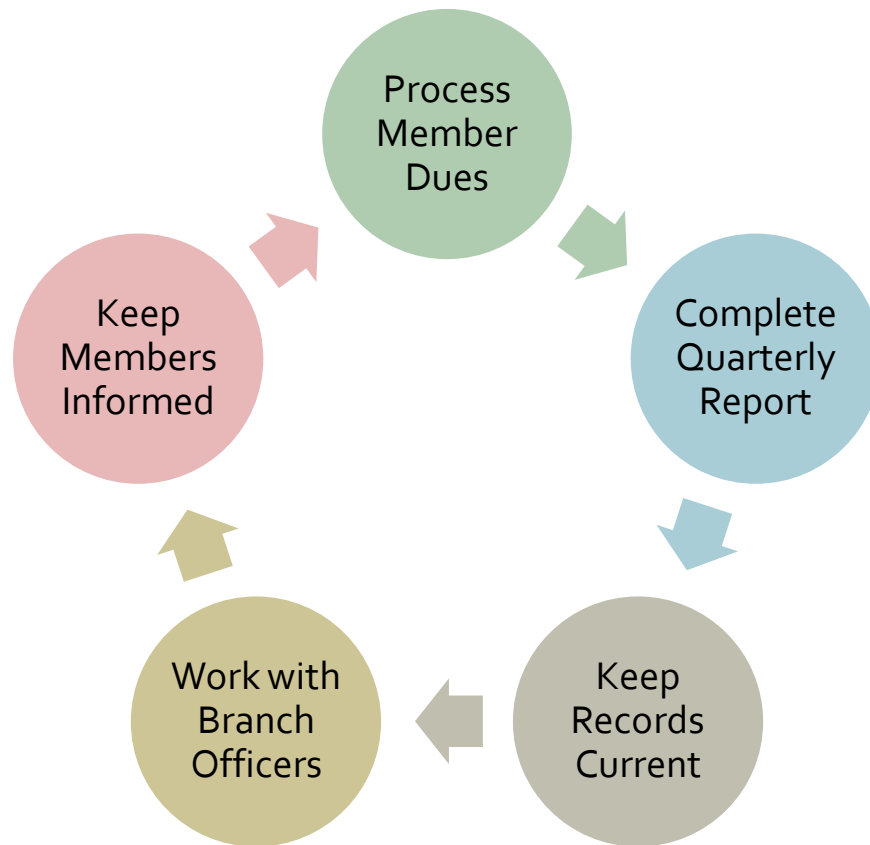 Process
Member
Dues
Complete
Quarterly
Report
Keep
Records
Current
Work with
Branch
Officers
Keep
Members
Informed